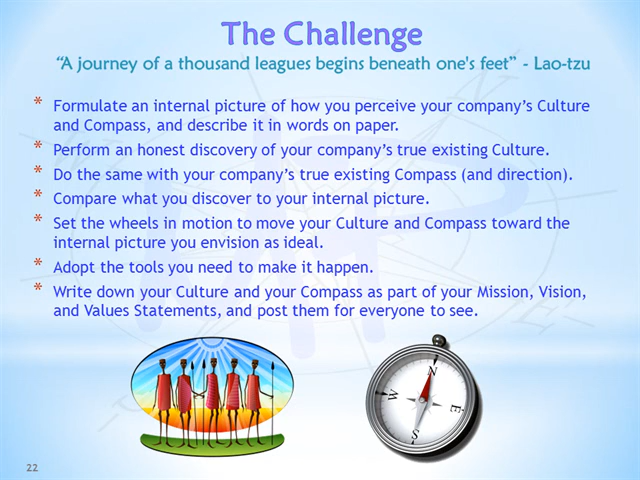 The Challenge
“A journey of a thousand leagues begins beneath one's feet” - Lao-tzu
* Formulate an internal picture of how you perceive your company’s Culture
and Compass, and describe it in words on paper.
* Perform an honest discovery of your company’s true existing Culture.
* Do the same with your company’s true existing Compass (and direction).
* Compare what you discover to your internal picture.
* Set the wheels in motion to move your Culture and Compass toward the
internal picture you envision as ideal.
* Adopt the tools you need to make it happen.
* Write down your Culture and your Compass as part of your Mission, Vision,
and Values Statements, and post them for everyone to see.
N
W
E
S
22